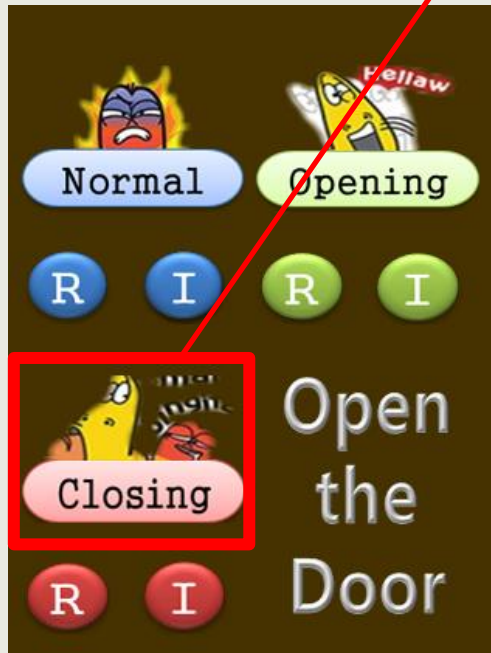 Hellaw
Normal
Opening
R I R I
Closing
Open
the
Door
R I